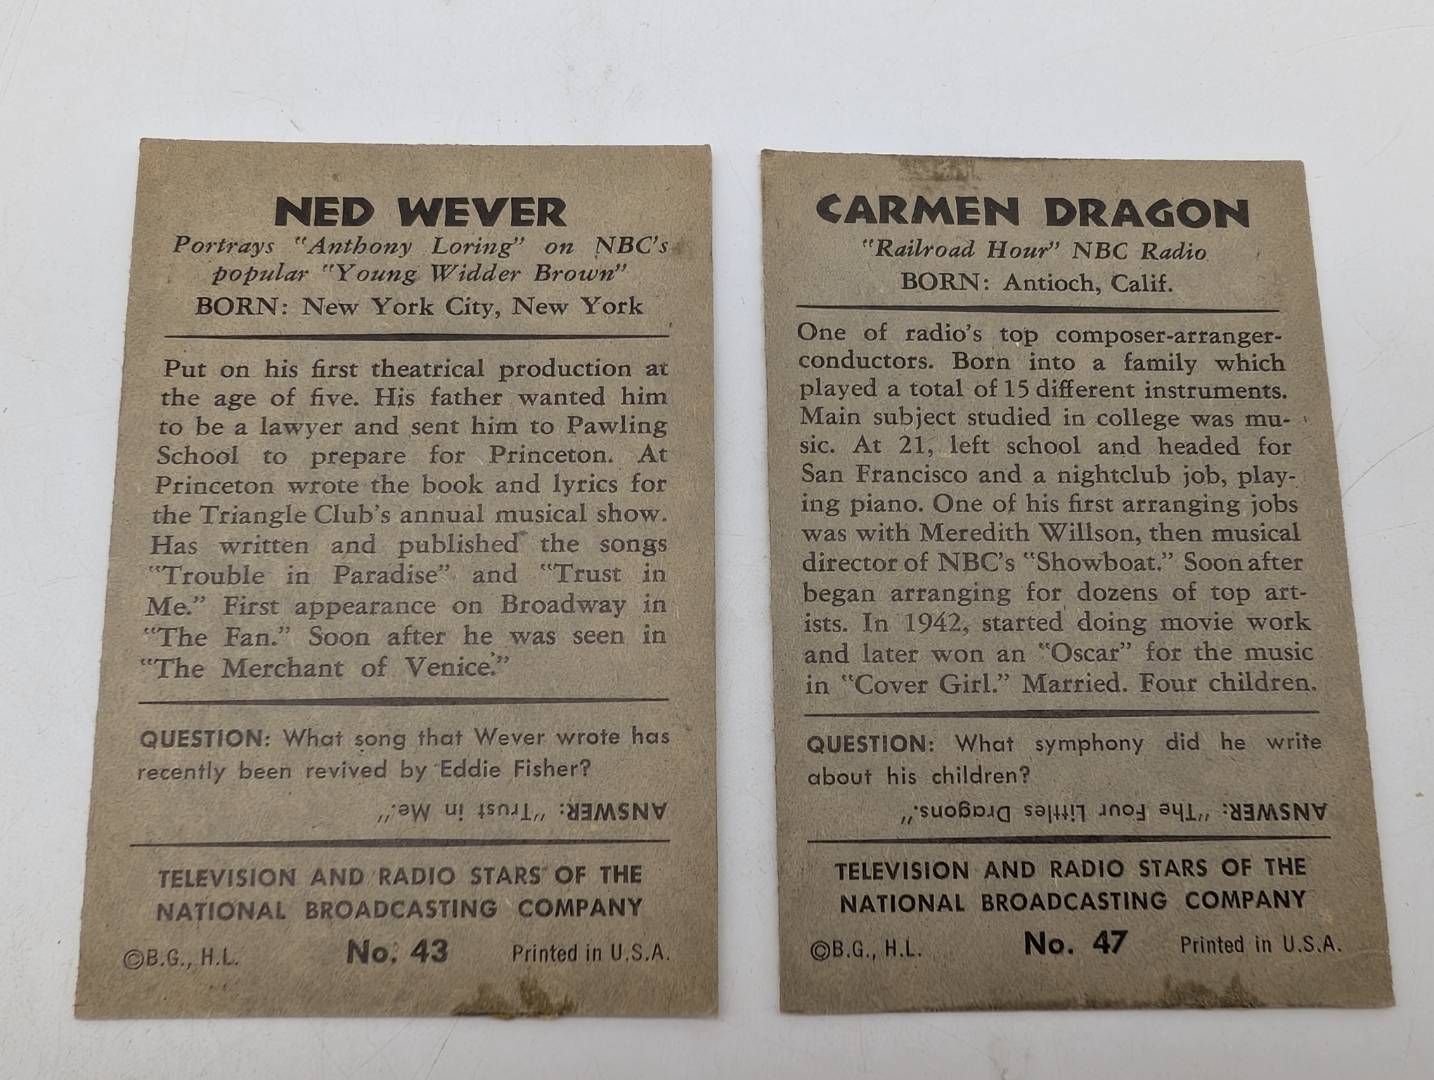 NED WEVER
Portrays "Anthony Loring" on NBC's
popular "Young Widder Brown"
BORN: New York City, New York
Put on his first theatrical production at
the age of five. His father wanted him
to be a lawyer and sent him to Pawling
School to prepare for Princeton. At
Princeton wrote the book and lyrics for
the Triangle Club's annual musical show.
Has written and published the songs
"Trouble in Paradise" and "Trust in
Me." First appearance on Broadway in
"The Fan." Soon after he was seen in
"The Merchant of Venice."
QUESTION: What song that Wever wrote has
recently been revived by Eddie Fisher?
ANSWER: "Trust in Me."
TELEVISION AND RADIO STARS OF THE
NATIONAL BROADCASTING COMPANY
©B.G., H.L. No. 43 Printed in U.S.A.
CARMEN DRAGON
"Railroad Hour" NBC Radio
BORN: Antioch, Calif.
One of radio's top composer-arranger-
conductors. Born into a family which
played a total of 15 different instruments.
Main subject studied in college was mu-
sic. At 21, left school and headed for
San Francisco and a nightclub job, play-
ing piano. One of his first arranging jobs
was with Meredith Willson, then musical
director of NBC's "Showboat." Soon after
began arranging for dozens of top art-
ists. In 1942, started doing movie work
and later won an "Oscar" for the music
in "Cover Girl." Married. Four children.
QUESTION: What symphony did he write
about his children?
ANSWER: "The Four Littles Dragons."
TELEVISION AND RADIO STARS OF THE
NATIONAL BROADCASTING COMPANY
©B.G., H.L. No. 47 Printed in U.S.A.